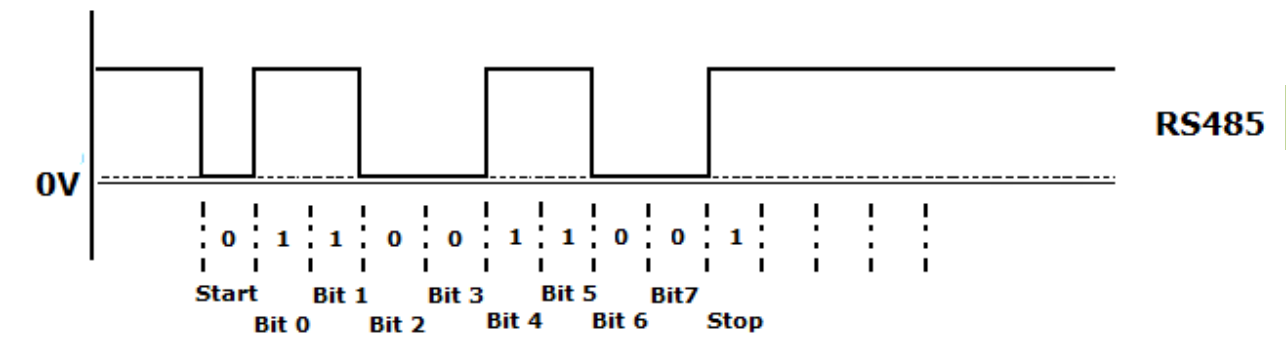 RS485
0V
0 1 1 0 0 1 1 0 0 1
Start Bit 1 Bit 3 Bit 5 Bit7
Bit 0 Bit 2 Bit 4 Bit 6 Stop